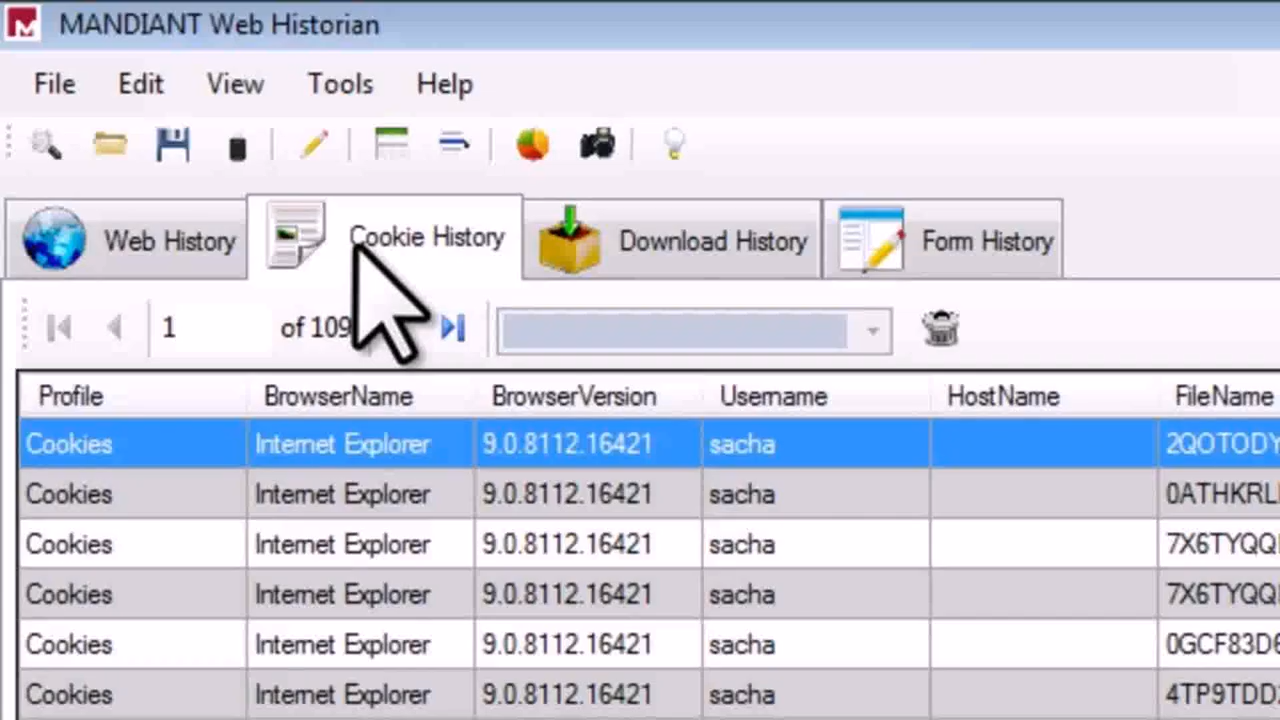 MANDIANT Web Historian
File Edit View Tools Help
Web History Cookie History Download History Form History
1 of 109
Profile BrowserName BrowserVersion Username HostName FileName
Cookies Internet Explorer 9.0.8112.16421 sacha 2QOTODY
Cookies Internet Explorer 9.0.8112.16421 sacha 0ATHKRL
Cookies Internet Explorer 9.0.8112.16421 sacha 7X6TYQQ
Cookies Internet Explorer 9.0.8112.16421 sacha 7X6TYQQ
Cookies Internet Explorer 9.0.8112.16421 sacha 0GCF83D6
Cookies Internet Explorer 9.0.8112.16421 sacha 4TP9TDD